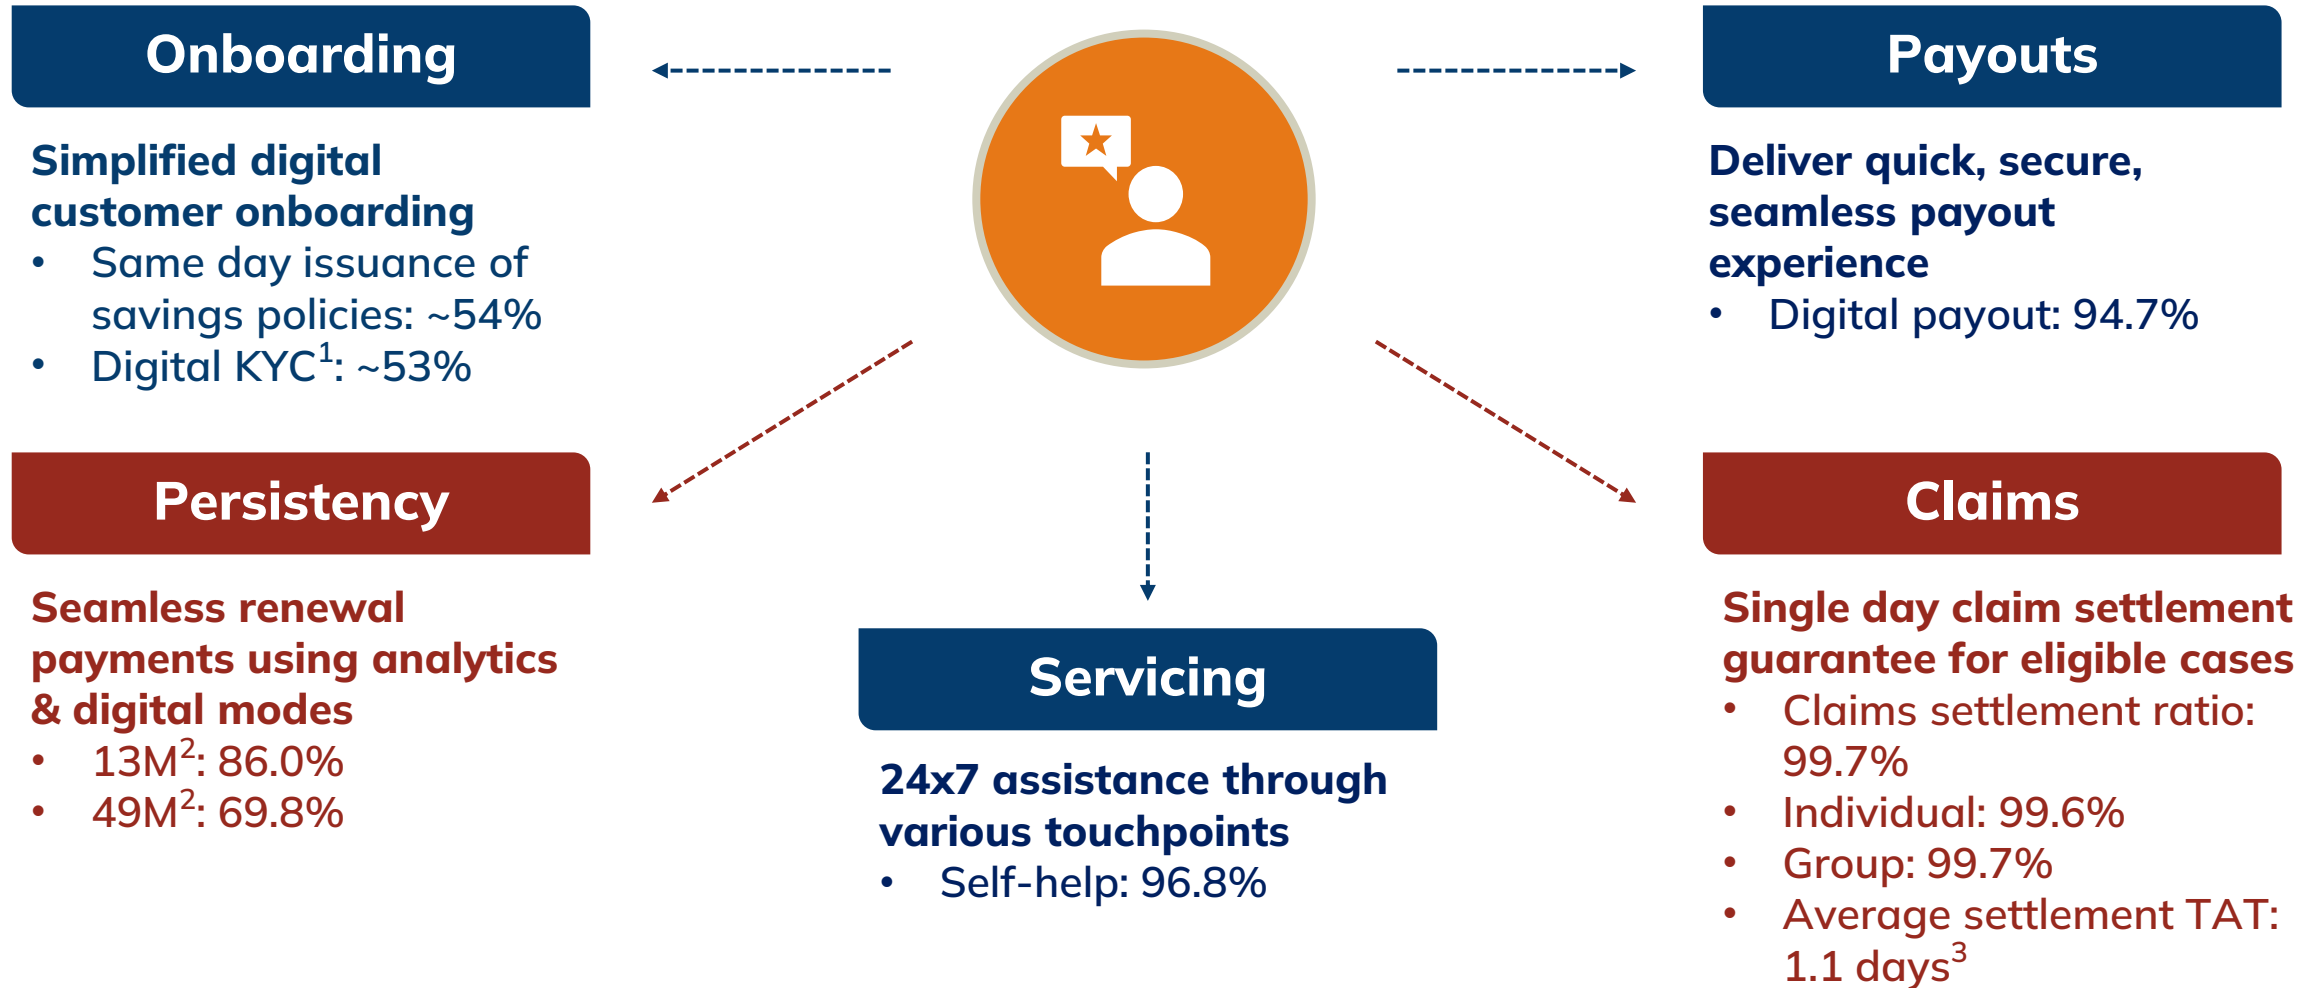 Onboarding
Simplified digital
customer onboarding
• Same day issuance of
savings policies: ~54%
• Digital KYC¹: ~53%
Payouts
Deliver quick, secure,
seamless payout
experience
• Digital payout: 94.7%
Persistency
Seamless renewal
payments using analytics
& digital modes
• 13M²: 86.0%
• 49M²: 69.8%
Servicing
24x7 assistance through
various touchpoints
• Self-help: 96.8%
Claims
Single day claim settlement
guarantee for eligible cases
• Claims settlement ratio:
99.7%
• Individual: 99.6%
• Group: 99.7%
• Average settlement TAT:
1.1 days³